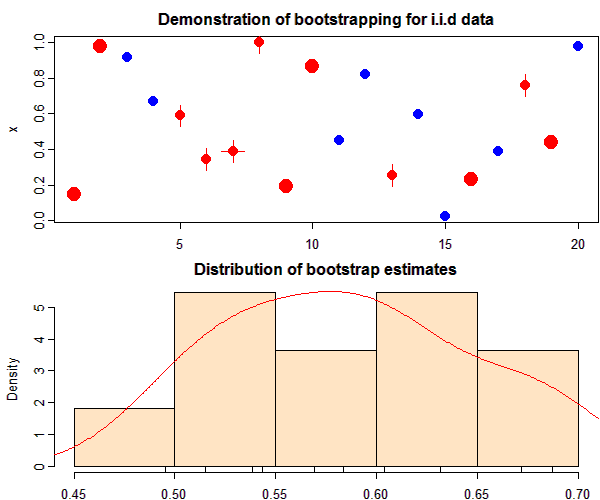 Demonstration of bootstrapping for i.i.d data
1.0
0.8
0.6
0.4
0.2
0.0
x
5 10 15 20
Distribution of bootstrap estimates
5
4
3
2
1
0
Density
0.45 0.50 0.55 0.60 0.65 0.70